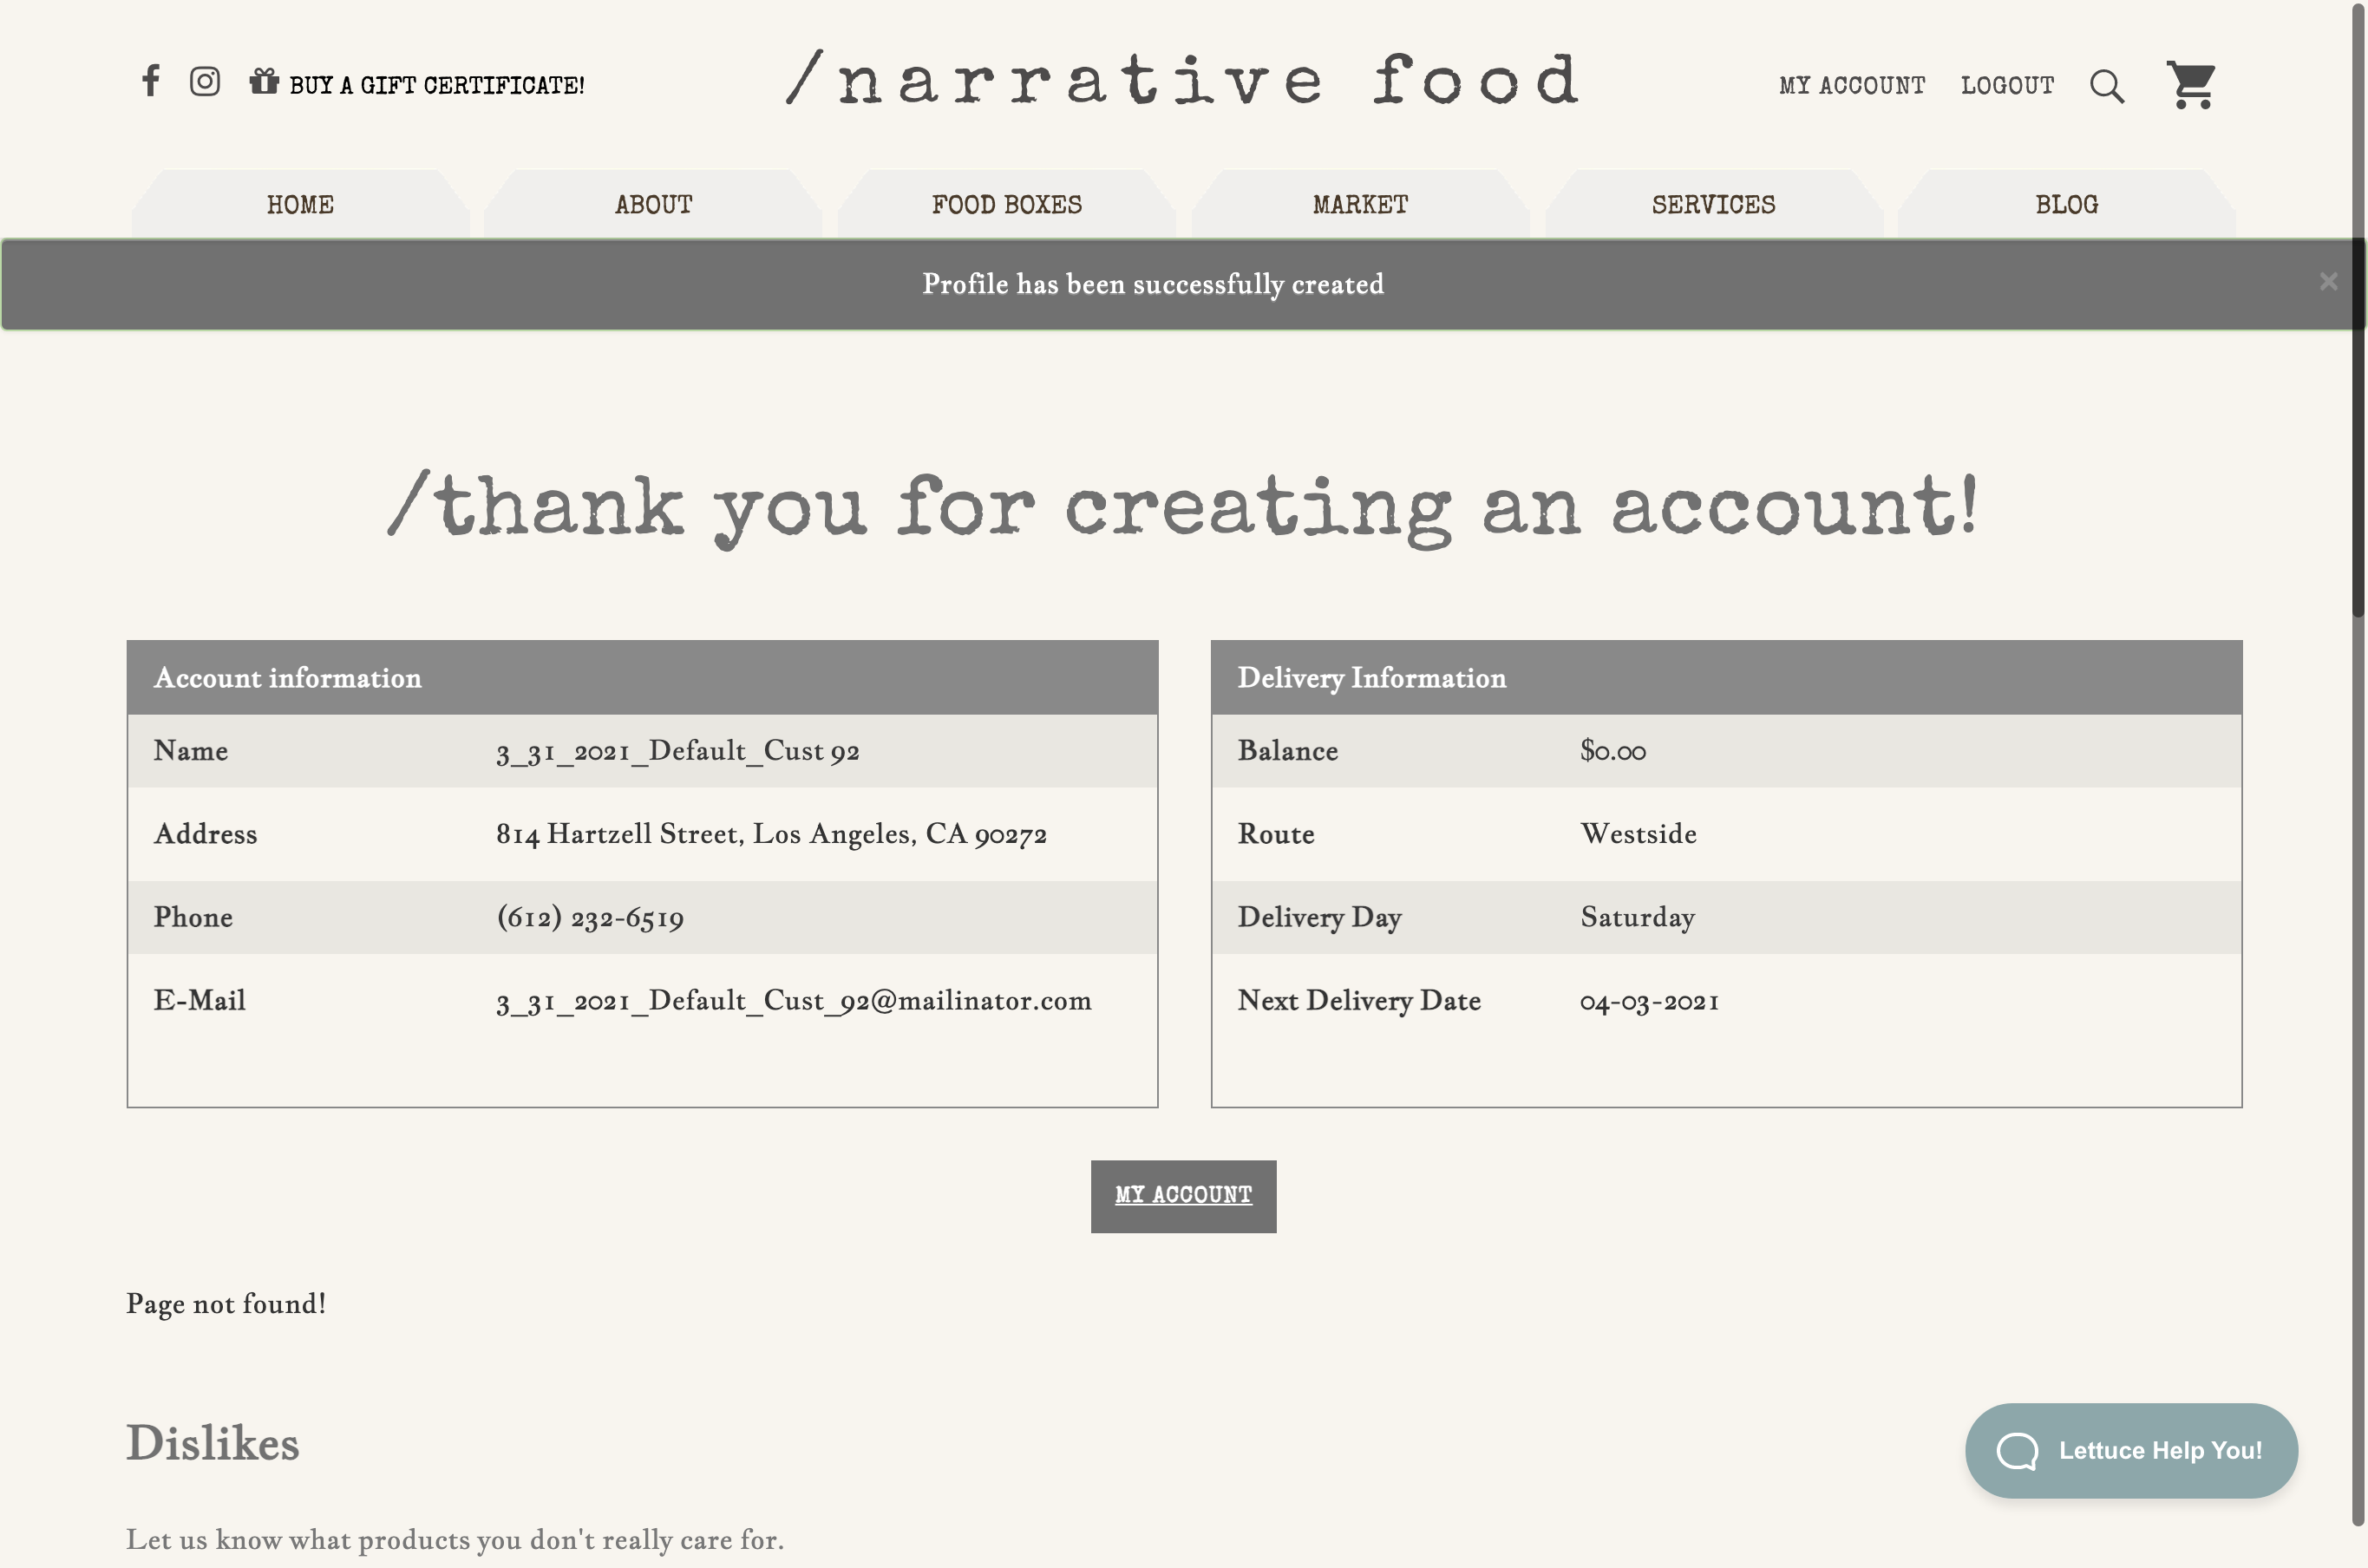 BUY A GIFT CERTIFICATE!
/narrative food
MY ACCOUNT
LOGOUT
HOME
ABOUT
FOOD BOXES
MARKET
SERVICES
BLOG
Profile has been successfully created
×
/thank you for creating an account!
Account information
Name 3_31_2021_Default_Cust 92
Address 814 Hartzell Street, Los Angeles, CA 90272
Phone (612) 232-6519
E-Mail 3_31_2021_Default_Cust_92@mailinator.com
Delivery Information
Balance $0.00
Route Westside
Delivery Day Saturday
Next Delivery Date 04-03-2021
MY ACCOUNT
Page not found!
Dislikes
Let us know what products you don't really care for.
Lettuce Help You!